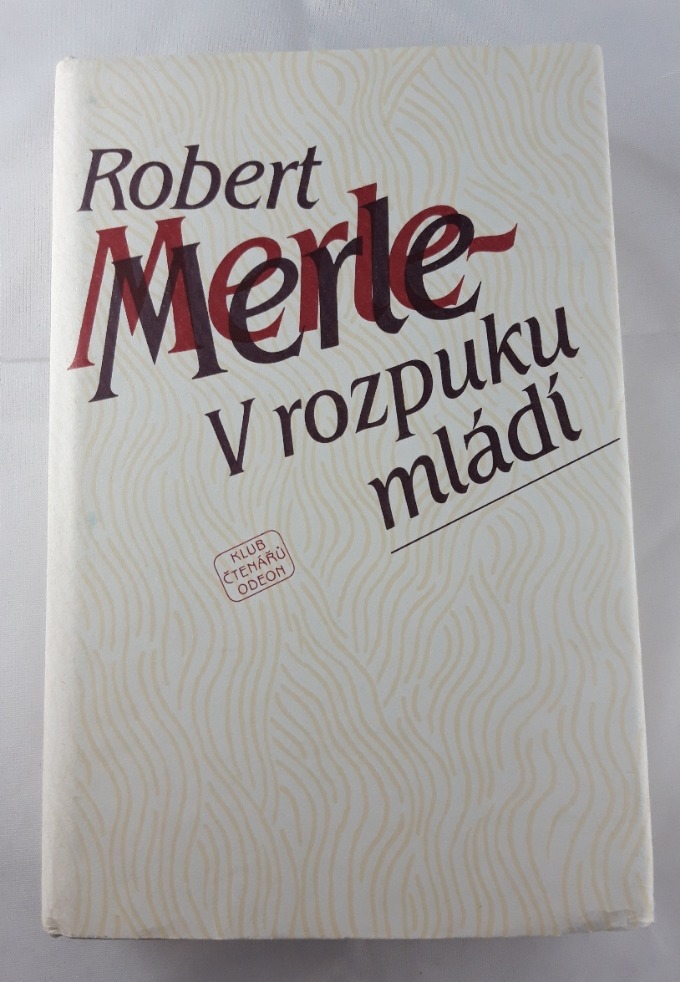 Robert
Merle
V rozpuku
mládí
KLUB
ČTENÁŘŮ
ODEON